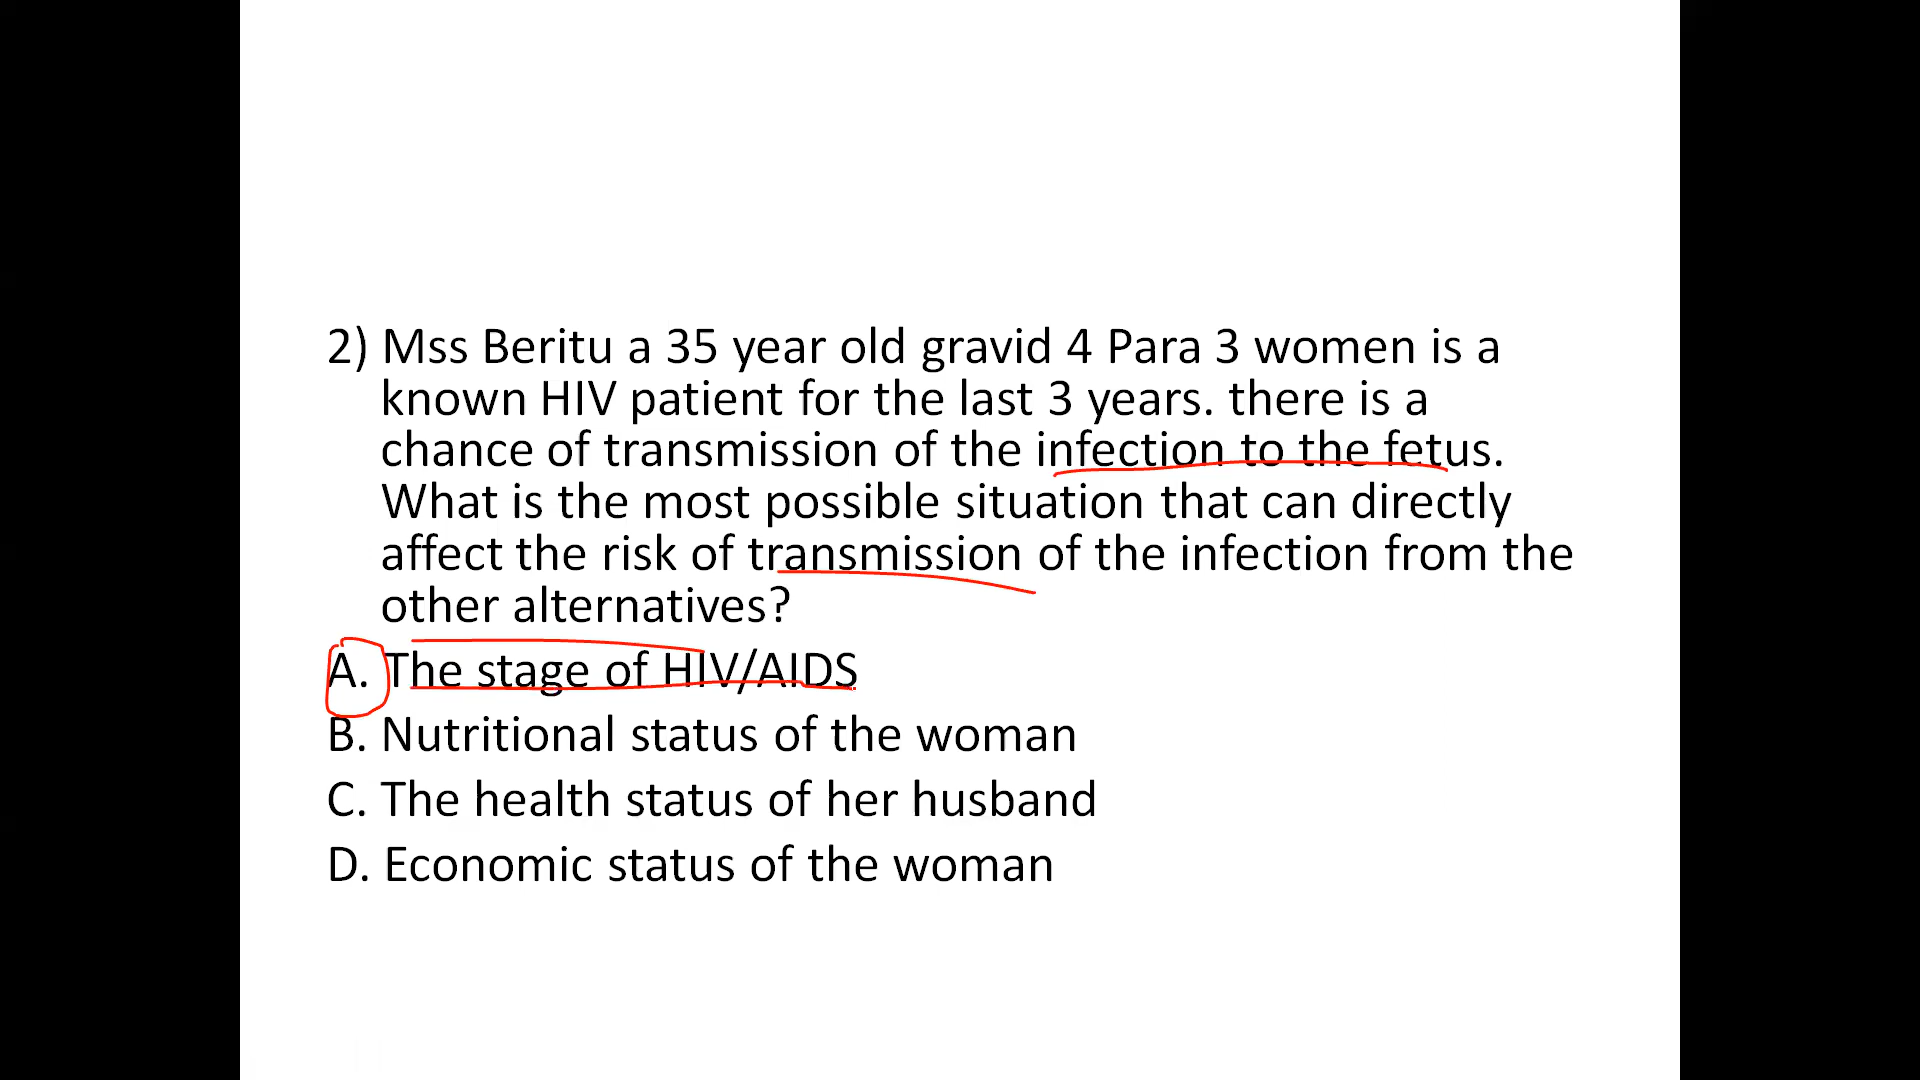 2) Mss Beritu a 35 year old gravid 4 Para 3 women is a
known HIV patient for the last 3 years. there is a
chance of transmission of the infection to the fetus.
What is the most possible situation that can directly
affect the risk of transmission of the infection from the
other alternatives?
A. The stage of HIV/AIDS
B. Nutritional status of the woman
C. The health status of her husband
D. Economic status of the woman